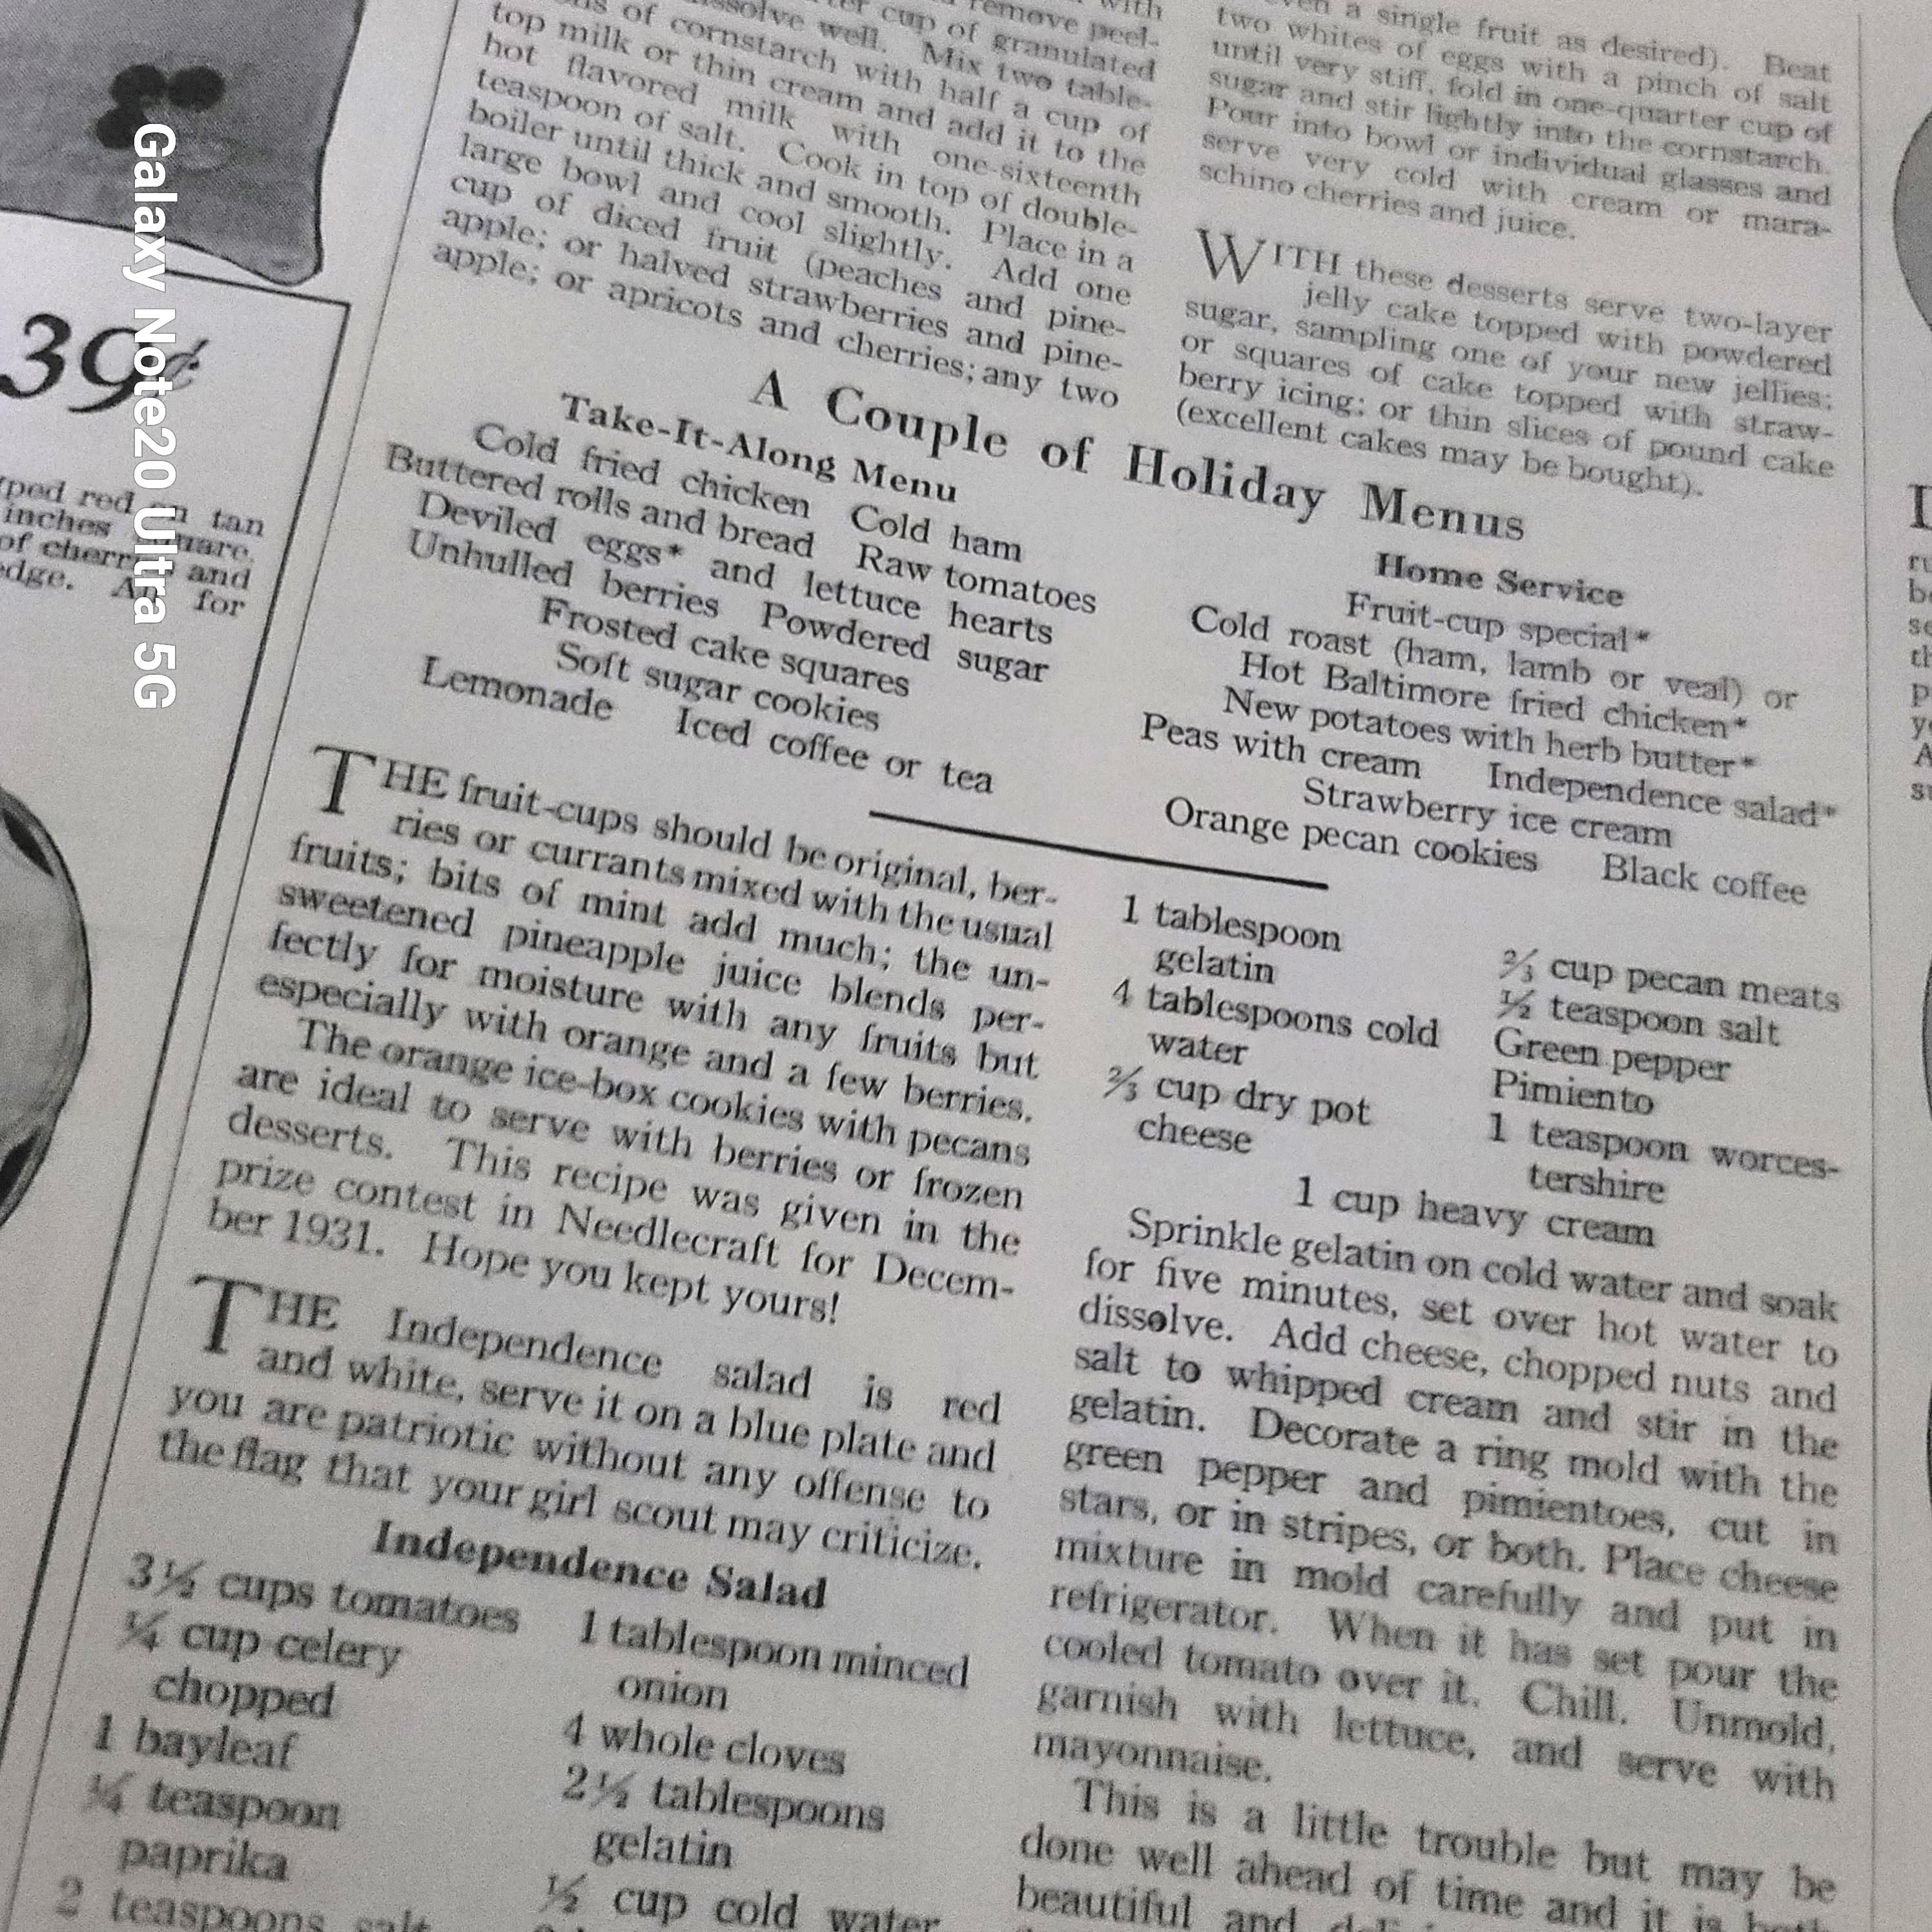 Galaxy Note20 Ultra 5G
39¢
red on tan
inches square.
of cherries and
edge. for
with
remove peel-
dissolve well. cup of granulated
of cornstarch with Mix two table-
top milk or thin cream half a cup of
hot flavored milk and add it to the
teaspoon of salt. with one-sixteenth
boiler until thick Cook in top of double-
large bowl and smooth. Place in a
cup of and cool slightly. Add one
diced fruit (peaches and pine-
apple; or halved strawberries and pine-
apple; or apricots and cherries; any two
a single fruit as desired). Beat
two whites of eggs with a pinch of salt
until very stiff, fold in one-quarter cup of
sugar and stir lightly into the cornstarch.
Pour into bowl or individual glasses and
serve very cold with cream or mara-
schino cherries and juice.
WITH these desserts serve two-layer
jelly cake topped with powdered
sugar, sampling one of your new jellies;
or squares of cake topped with straw-
berry icing; or thin slices of pound cake
(excellent cakes may be bought).
A Couple of Holiday Menus
Take-It-Along Menu
Cold fried chicken Cold ham
Buttered rolls and bread Raw tomatoes
Deviled eggs* and lettuce hearts
Unhulled berries Powdered sugar
Frosted cake squares
Soft sugar cookies
Lemonade Iced coffee or tea
Home Service
Fruit-cup special*
Cold roast (ham, lamb or veal) or
Hot Baltimore fried chicken*
New potatoes with herb butter*
Peas with cream Independence salad*
Strawberry ice cream
Orange pecan cookies Black coffee
THE fruit-cups should be original, ber-
ries or currants mixed with the usual
fruits; bits of mint add much; the un-
sweetened pineapple juice blends per-
fectly for moisture with any fruits but
especially with orange and a few berries.
The orange ice-box cookies with pecans
are ideal to serve with berries or frozen
desserts. This recipe was given in the
prize contest in Needlecraft for Decem-
ber 1931. Hope you kept yours!
THE Independence salad is red
and white, serve it on a blue plate and
you are patriotic without any offense to
the flag that your girl scout may criticize.
Independence Salad
3½ cups tomatoes
¼ cup celery
chopped
1 bayleaf
¼ teaspoon
paprika
2 teaspoons salt
1 tablespoon minced
onion
4 whole cloves
2½ tablespoons
gelatin
½ cup cold water
1 tablespoon
gelatin
4 tablespoons cold
water
⅔ cup dry pot
cheese
⅔ cup pecan meats
½ teaspoon salt
Green pepper
Pimiento
1 teaspoon worces-
tershire
1 cup heavy cream
Sprinkle gelatin on cold water and soak
for five minutes, set over hot water to
dissolve. Add cheese, chopped nuts and
salt to whipped cream and stir in the
gelatin. Decorate a ring mold with the
green pepper and pimientoes, cut in
stars, or in stripes, or both. Place cheese
mixture in mold carefully and put in
refrigerator. When it has set pour the
cooled tomato over it. Chill. Unmold,
garnish with lettuce, and serve with
mayonnaise.
This is a little trouble but may be
done well ahead of time and it is both
beautiful and